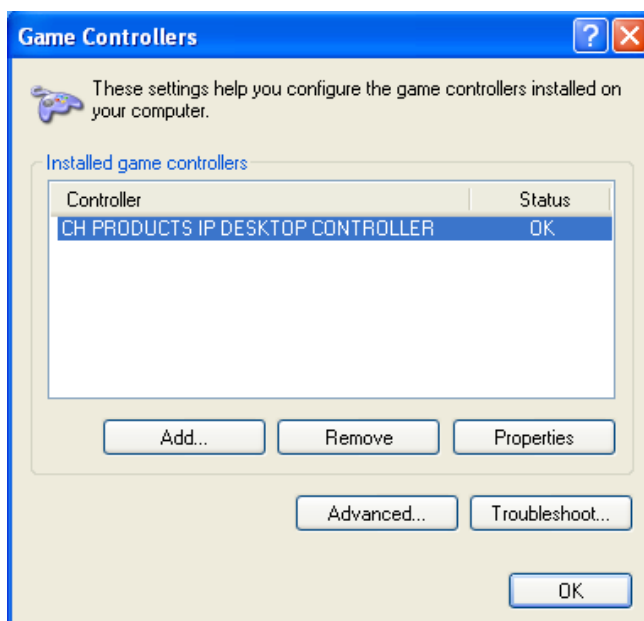 Game Controllers
These settings help you configure the game controllers installed on
your computer.
Installed game controllers
Controller Status
CH PRODUCTS IP DESKTOP CONTROLLER OK
Add... Remove Properties
Advanced... Troubleshoot...
OK